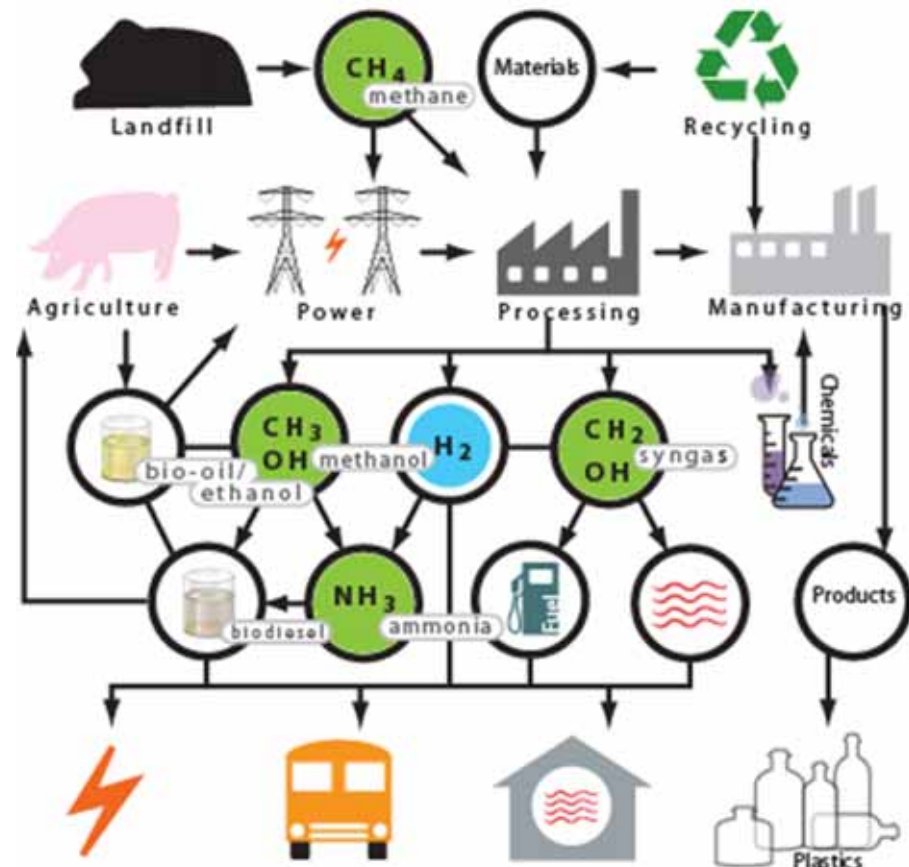 CH4
methane
Materials
Landfill
Recycling
Agriculture
Power
Processing
Manufacturing
CH3
OH
methanol
H2
CH2
OH
syngas
Chemicals
bio-oil/
ethanol
NH3
biodiesel
ammonia
Fuel
Products
Plastics